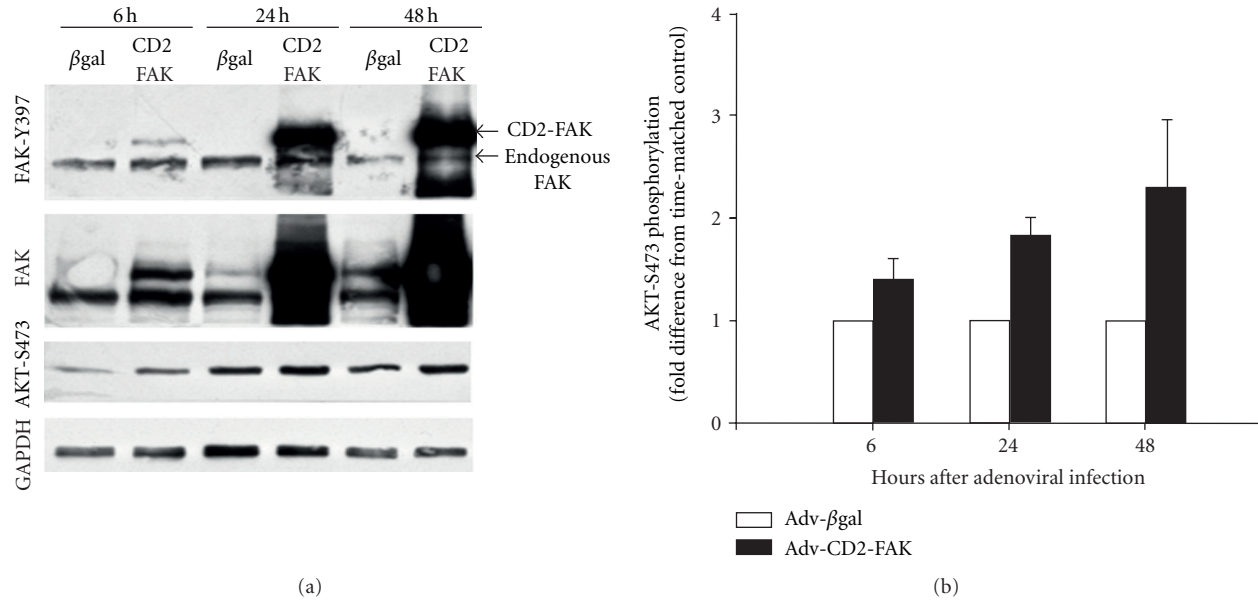 6 h 24 h 48 h
βgal CD2 FAK βgal CD2 FAK βgal CD2 FAK
FAK-Y397
CD2-FAK
Endogenous
FAK
FAK
AKT-S473
GAPDH
(a)
AKT-S473 phosphorylation
(fold difference from time-matched control)
4
3
2
1
0
6 24 48
Hours after adenoviral infection
Adv-βgal
Adv-CD2-FAK
(b)